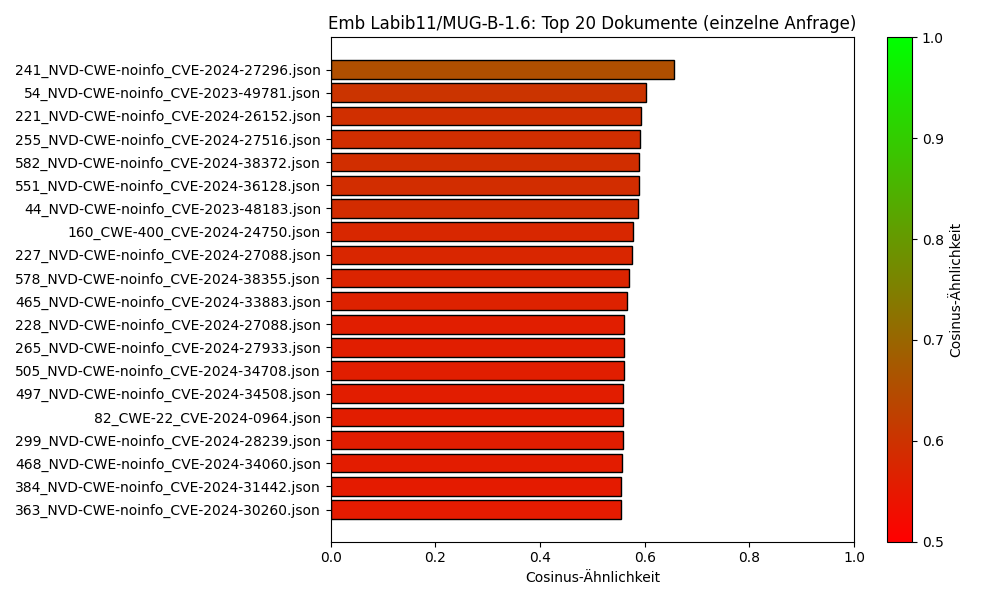 Emb Labib11/MUG-B-1.6: Top 20 Dokumente (einzelne Anfrage)
241_NVD-CWE-noinfo_CVE-2024-27296.json
54_NVD-CWE-noinfo_CVE-2023-49781.json
221_NVD-CWE-noinfo_CVE-2024-26152.json
255_NVD-CWE-noinfo_CVE-2024-27516.json
582_NVD-CWE-noinfo_CVE-2024-38372.json
551_NVD-CWE-noinfo_CVE-2024-36128.json
44_NVD-CWE-noinfo_CVE-2023-48183.json
160_CWE-400_CVE-2024-24750.json
227_NVD-CWE-noinfo_CVE-2024-27088.json
578_NVD-CWE-noinfo_CVE-2024-38355.json
465_NVD-CWE-noinfo_CVE-2024-33883.json
228_NVD-CWE-noinfo_CVE-2024-27088.json
265_NVD-CWE-noinfo_CVE-2024-27933.json
505_NVD-CWE-noinfo_CVE-2024-34708.json
497_NVD-CWE-noinfo_CVE-2024-34508.json
82_CWE-22_CVE-2024-0964.json
299_NVD-CWE-noinfo_CVE-2024-28239.json
468_NVD-CWE-noinfo_CVE-2024-34060.json
384_NVD-CWE-noinfo_CVE-2024-31442.json
363_NVD-CWE-noinfo_CVE-2024-30260.json
0.0 0.2 0.4 0.6 0.8 1.0
Cosinus-Ähnlichkeit
1.0
0.9
0.8
0.7
0.6
0.5
Cosinus-Ähnlichkeit